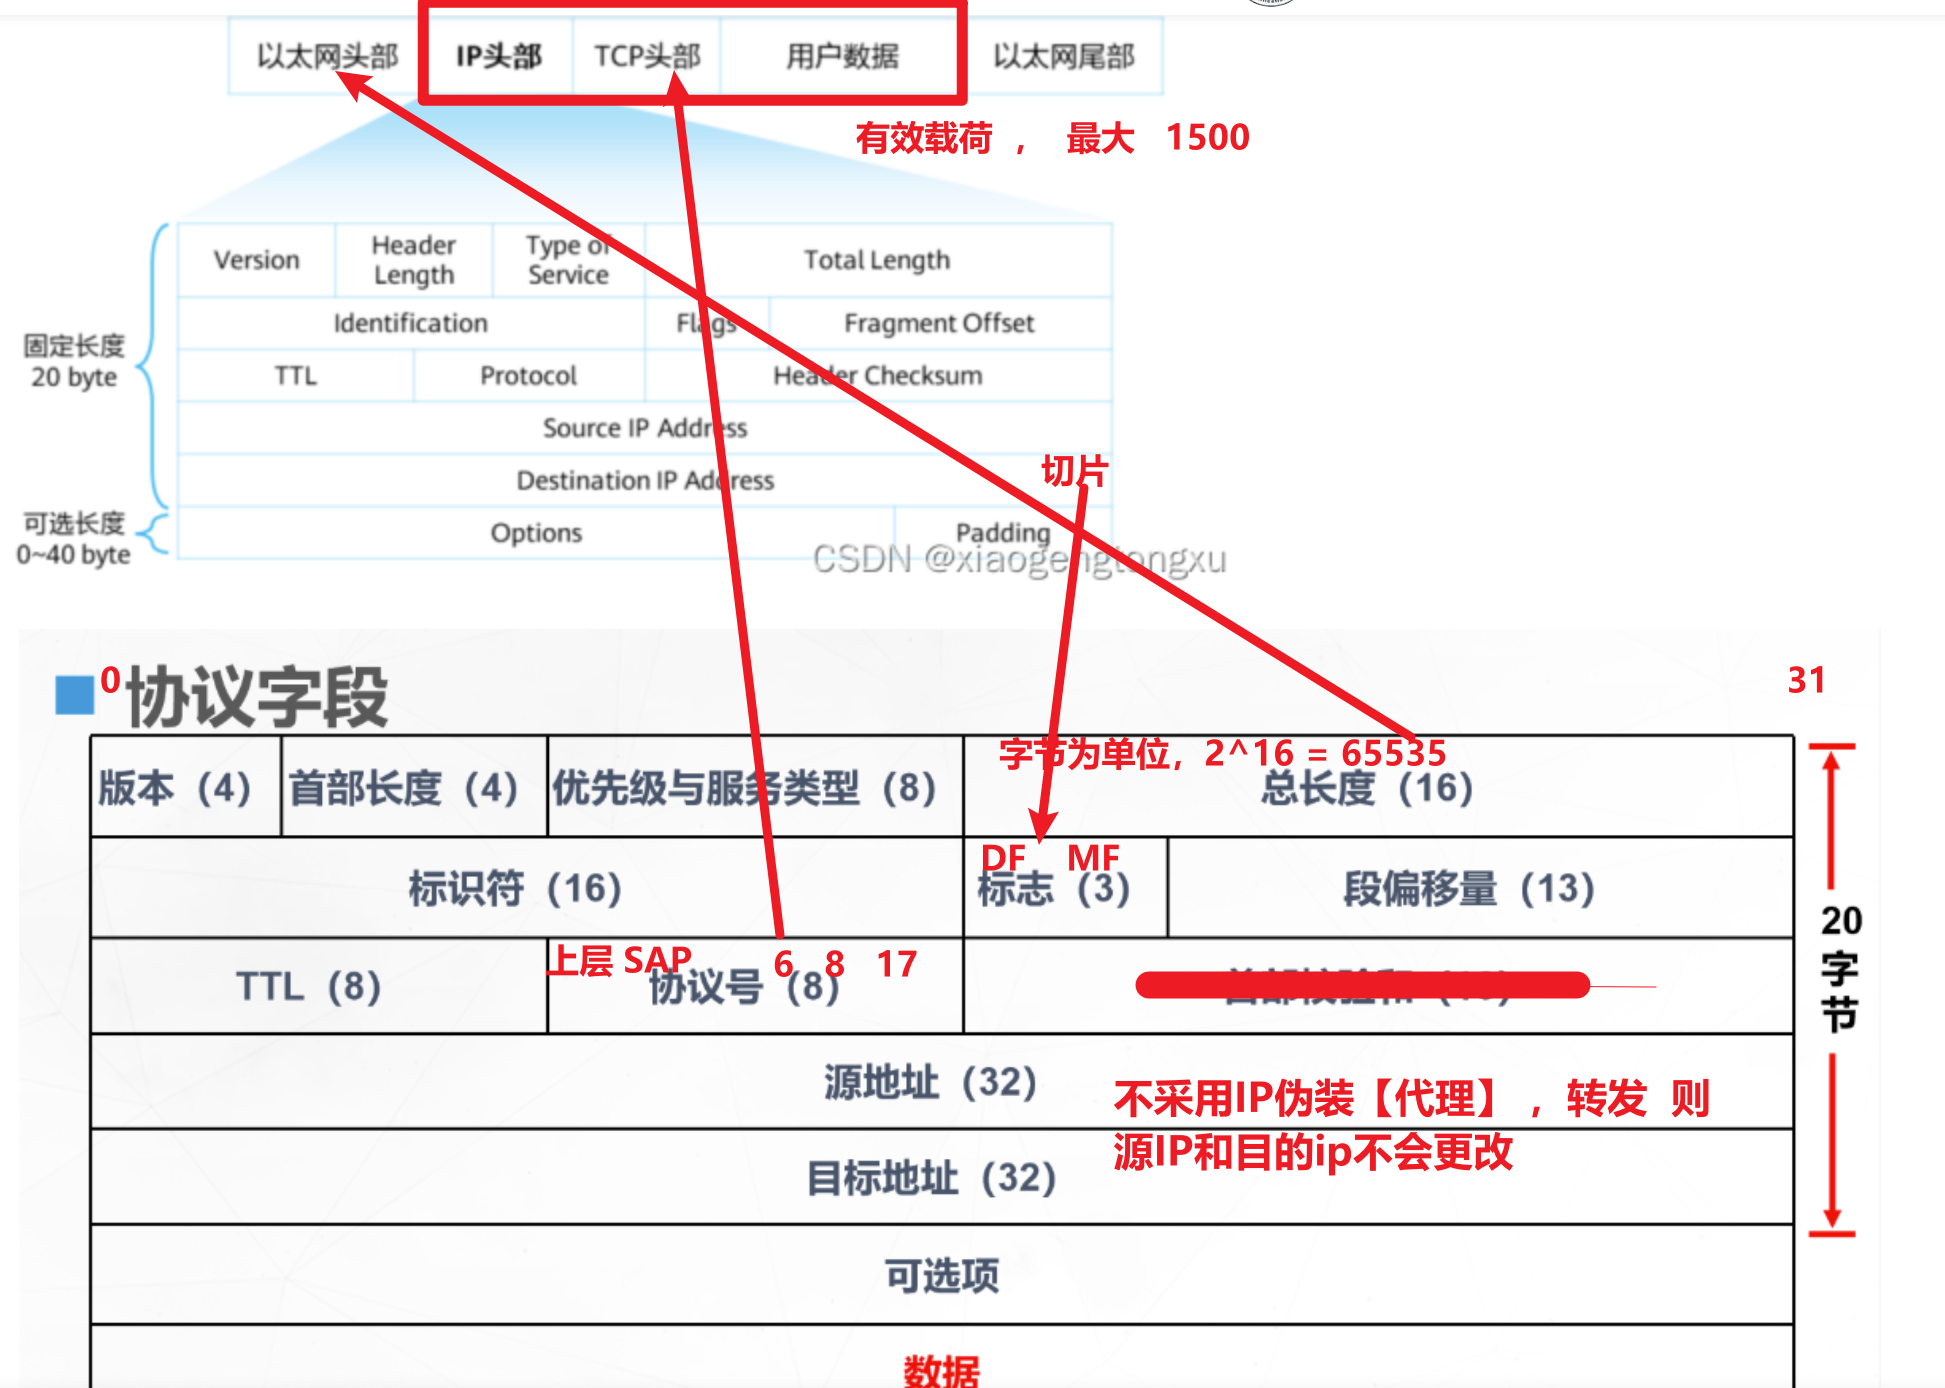 以太网头部 IP头部 TCP头部 用户数据 以太网尾部
有效载荷 ， 最大 1500
Version Header Length Type of Service Total Length
Identification Flags Fragment Offset
固定长度
20 byte
TTL Protocol Header Checksum
Source IP Address
切片
Destination IP Address
可选长度
0~40 byte
Options Padding
CSDN @xiaogengtongxu
0 协议字段 31
字节为单位，2^16 = 65535
版本（4） 首部长度（4） 优先级与服务类型（8） 总长度（16）
DF MF
标识符（16） 标志（3） 段偏移量（13）
20字节
上层 SAP 6 8 17
TTL（8） 协议号（8）
源地址（32）
不采用IP伪装【代理】 ，转发 则
源IP和目的ip不会更改
目标地址（32）
可选项
数据